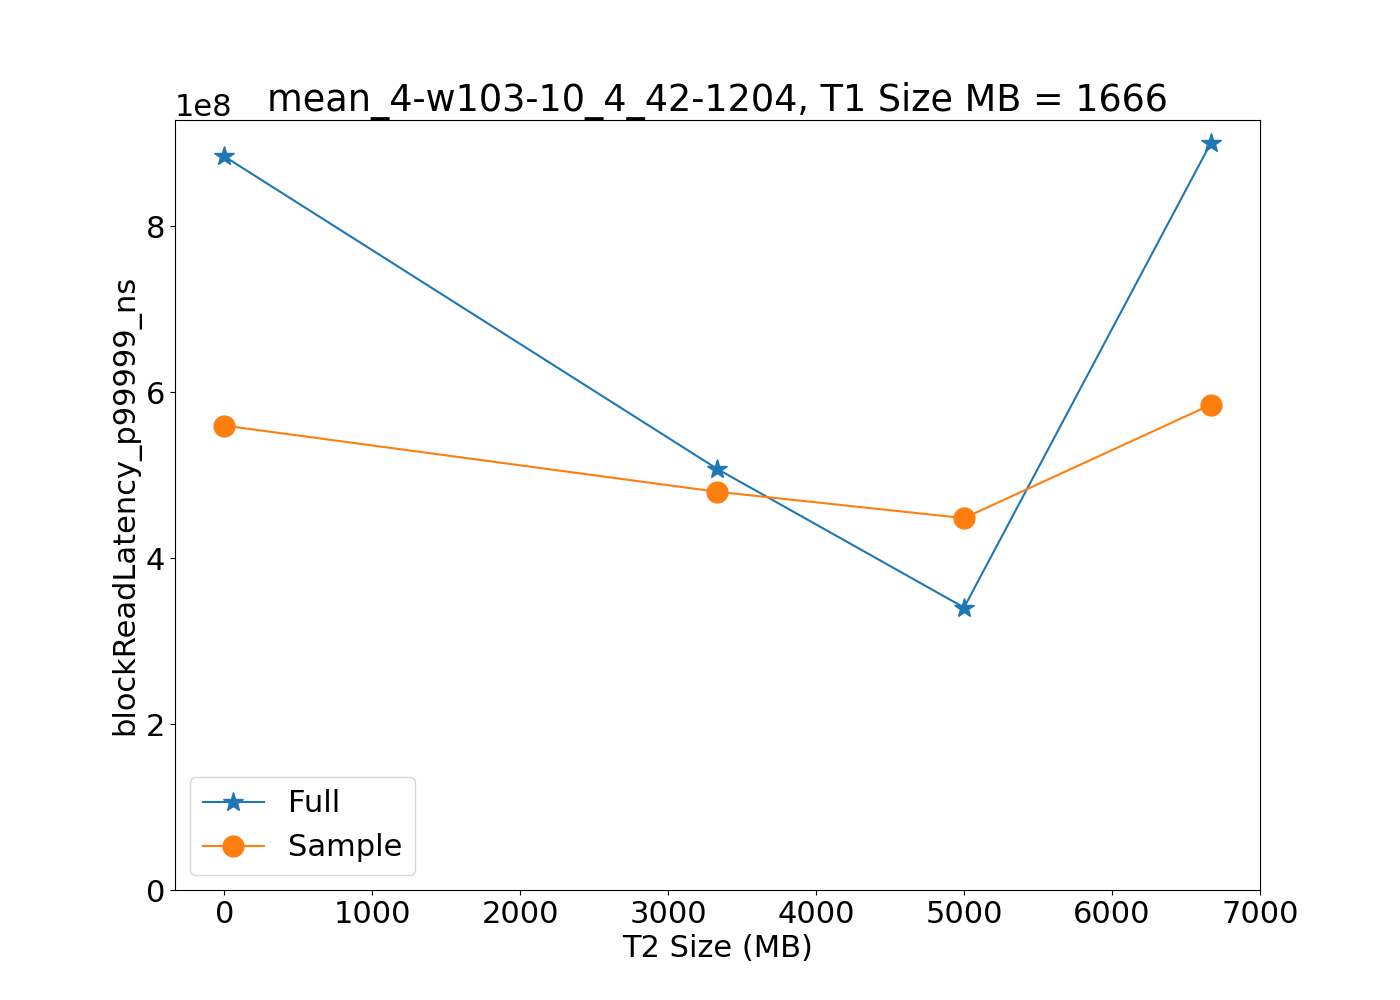 1e8
mean_4-w103-10_4_42-1204, T1 Size MB = 1666
blockReadLatency_p99999_ns
8
6
4
2
0
Full
Sample
0 1000 2000 3000 4000 5000 6000 7000
T2 Size (MB)